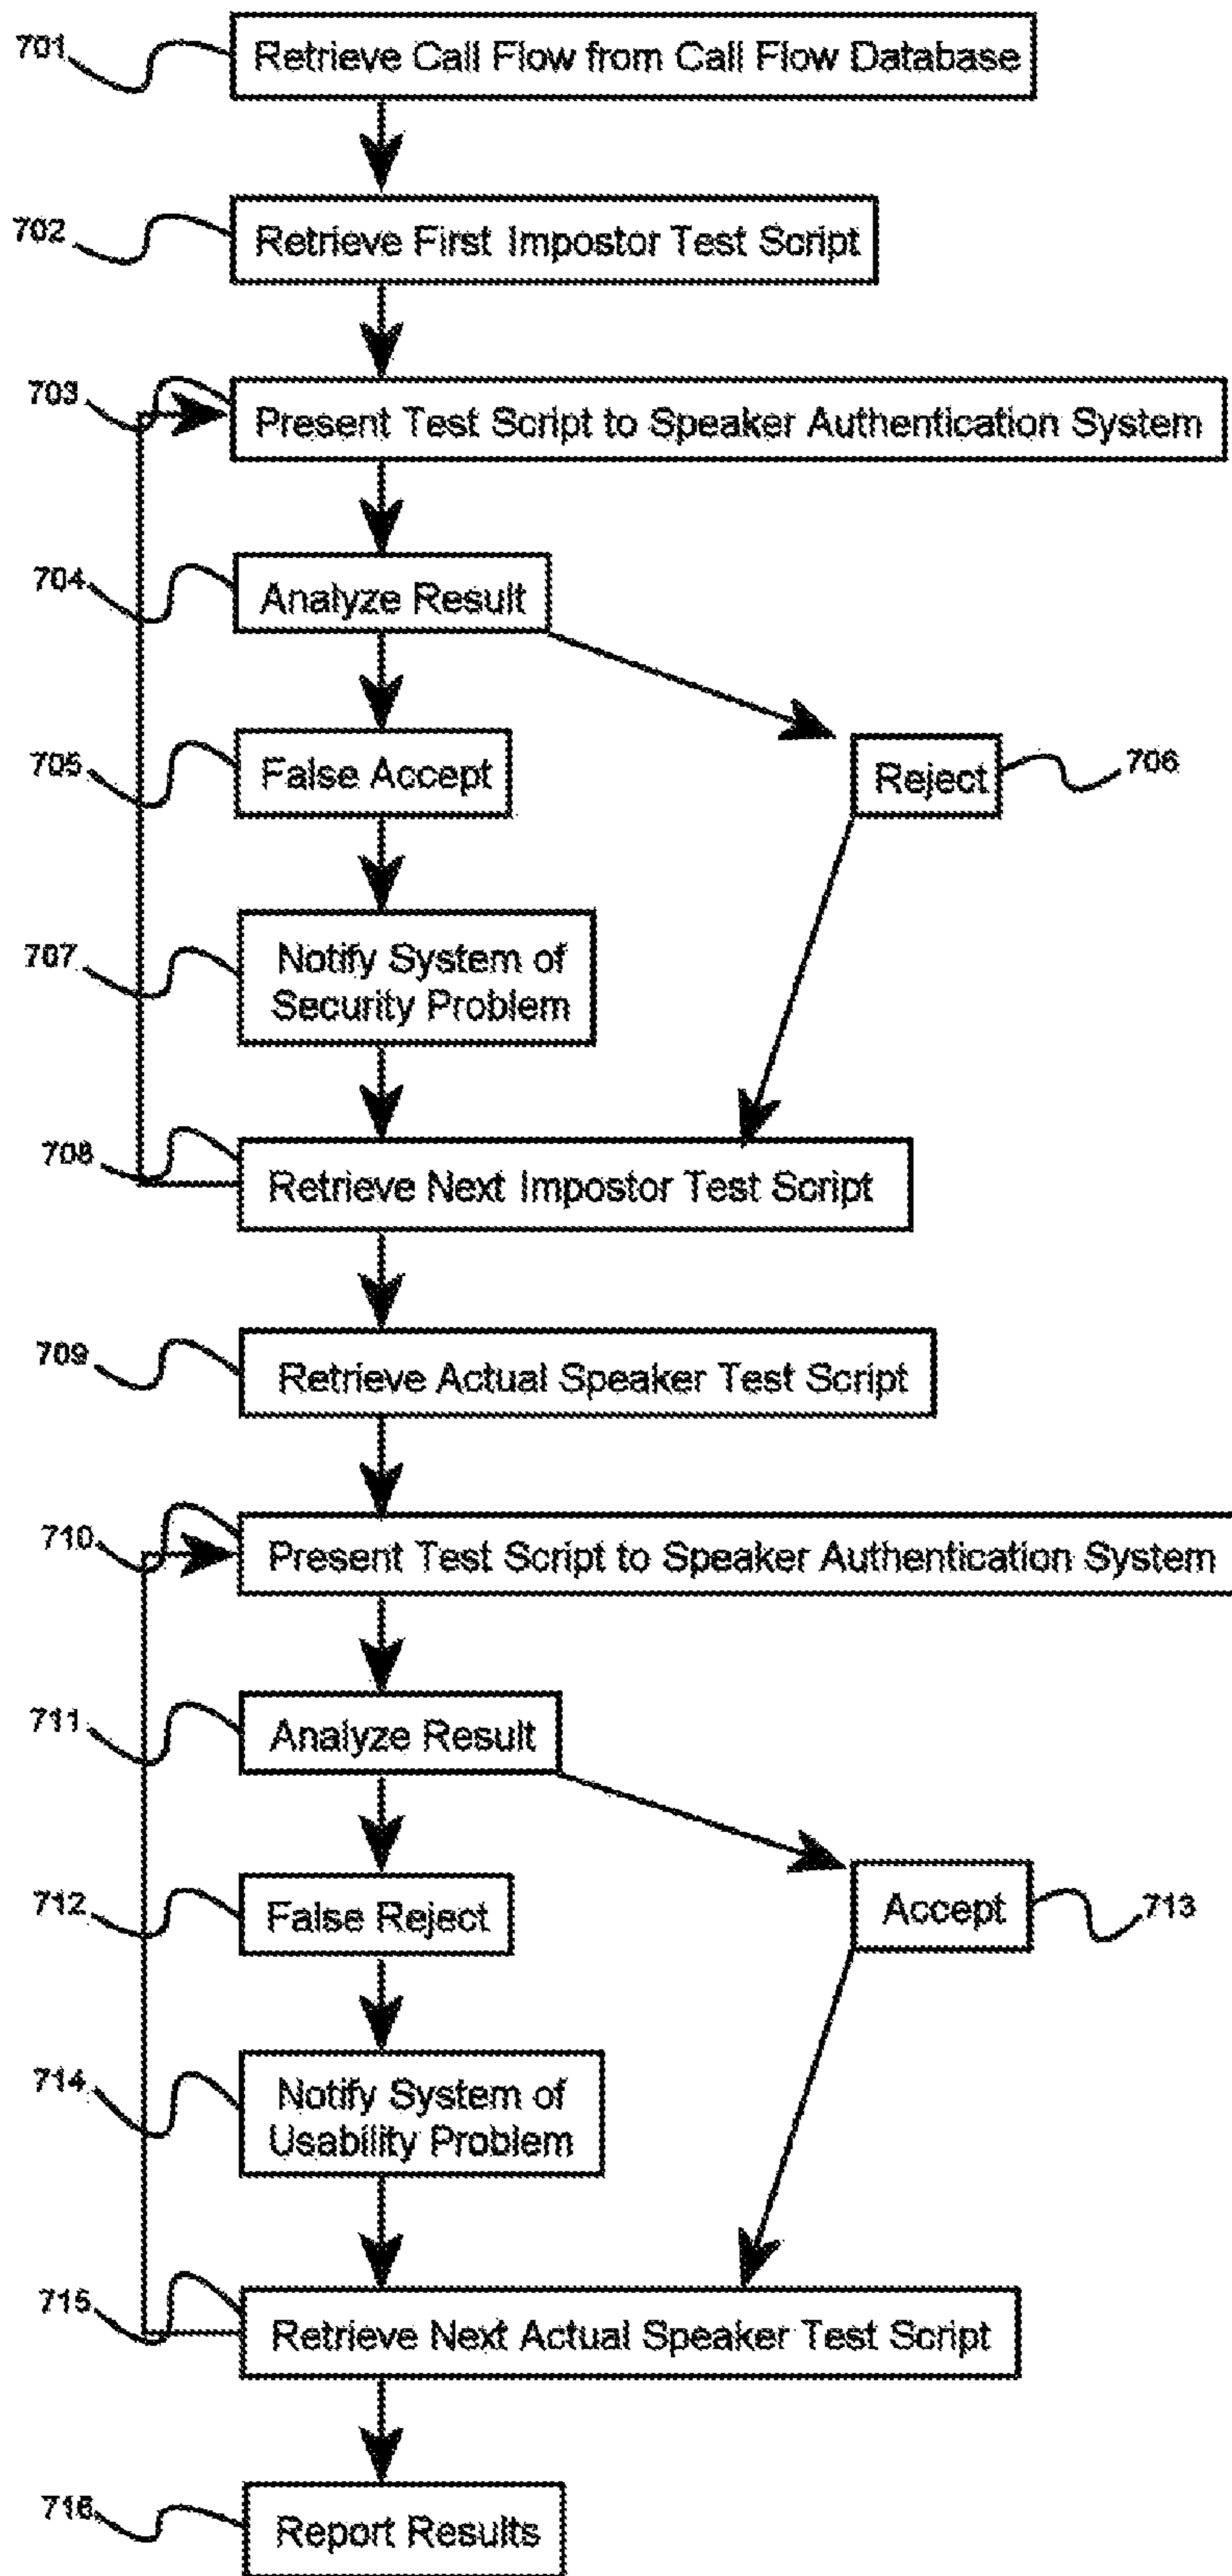 701
Retrieve Call Flow from Call Flow Database
702
Retrieve First Impostor Test Script
703
Present Test Script to Speaker Authentication System
704
Analyze Result
705
False Accept
Reject
706
707
Notify System of
Security Problem
708
Retrieve Next Impostor Test Script
709
Retrieve Actual Speaker Test Script
710
Present Test Script to Speaker Authentication System
711
Analyze Result
712
False Reject
Accept
713
714
Notify System of
Usability Problem
715
Retrieve Next Actual Speaker Test Script
716
Report Results